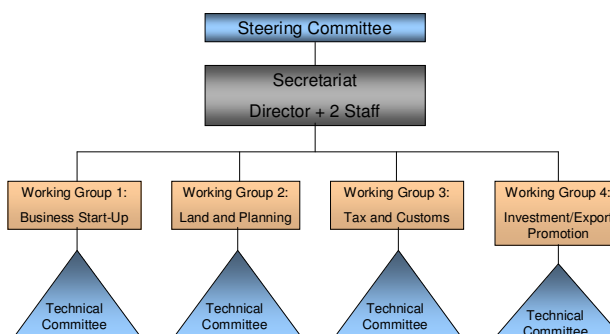 Steering Committee
Secretariat
Director + 2 Staff
Working Group 1:
Business Start-Up
Working Group 2:
Land and Planning
Working Group 3:
Tax and Customs
Working Group 4:
Investment/Export
Promotion
Technical
Committee
Technical
Committee
Technical
Committee
Technical
Committee